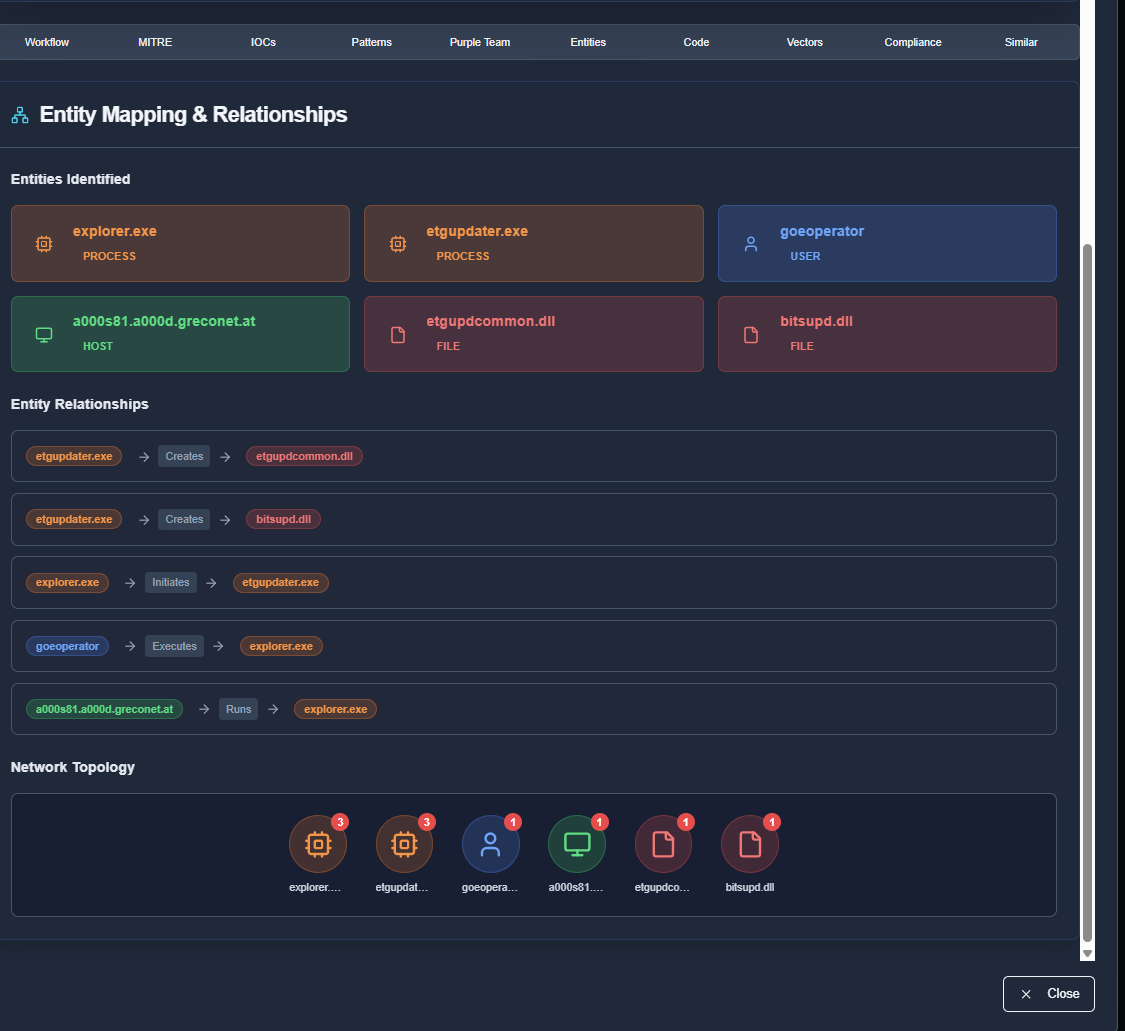 Workflow MITRE IOCs Patterns Purple Team Entities Code Vectors Compliance Similar
Entity Mapping & Relationships
Entities Identified
explorer.exe
PROCESS
etgupdater.exe
PROCESS
goeoperator
USER
a000s81.a000d.greconet.at
HOST
etgupdcommon.dll
FILE
bitsupd.dll
FILE
Entity Relationships
etgupdater.exe → Creates → etgupdcommon.dll
etgupdater.exe → Creates → bitsupd.dll
explorer.exe → Initiates → etgupdater.exe
goeoperator → Executes → explorer.exe
a000s81.a000d.greconet.at → Runs → explorer.exe
Network Topology
3 3 1 1 1 1
explorer.... etgupdat... goeopera... a000s81.... etgupdco... bitsupd.dll
Close